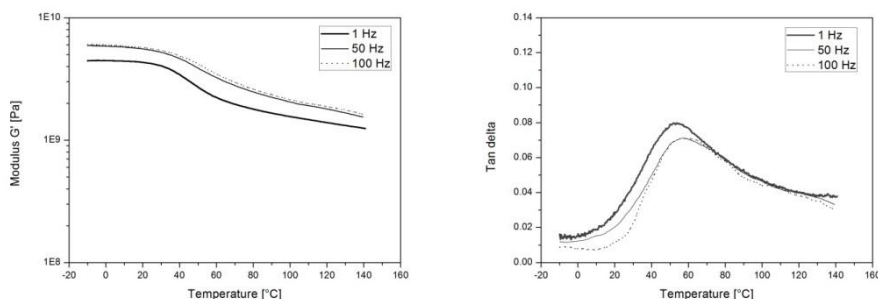 1E10
1E9
1E8
Modulus G' [Pa]
1 Hz
50 Hz
100 Hz
-20 0 20 40 60 80 100 120 140 160
Temperature [°C]
0.14
0.12
0.10
0.08
0.06
0.04
0.02
0.00
Tan delta
1 Hz
50 Hz
100 Hz
-20 0 20 40 60 80 100 120 140 160
Temperature [°C]